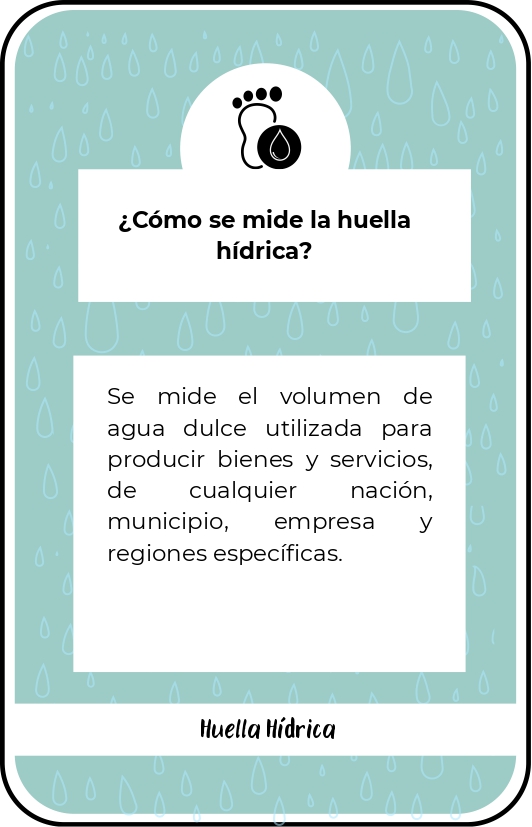 ¿Cómo se mide la huella
hídrica?
Se mide el volumen de
agua dulce utilizada para
producir bienes y servicios,
de cualquier nación,
municipio, empresa y
regiones específicas.
Huella Hídrica